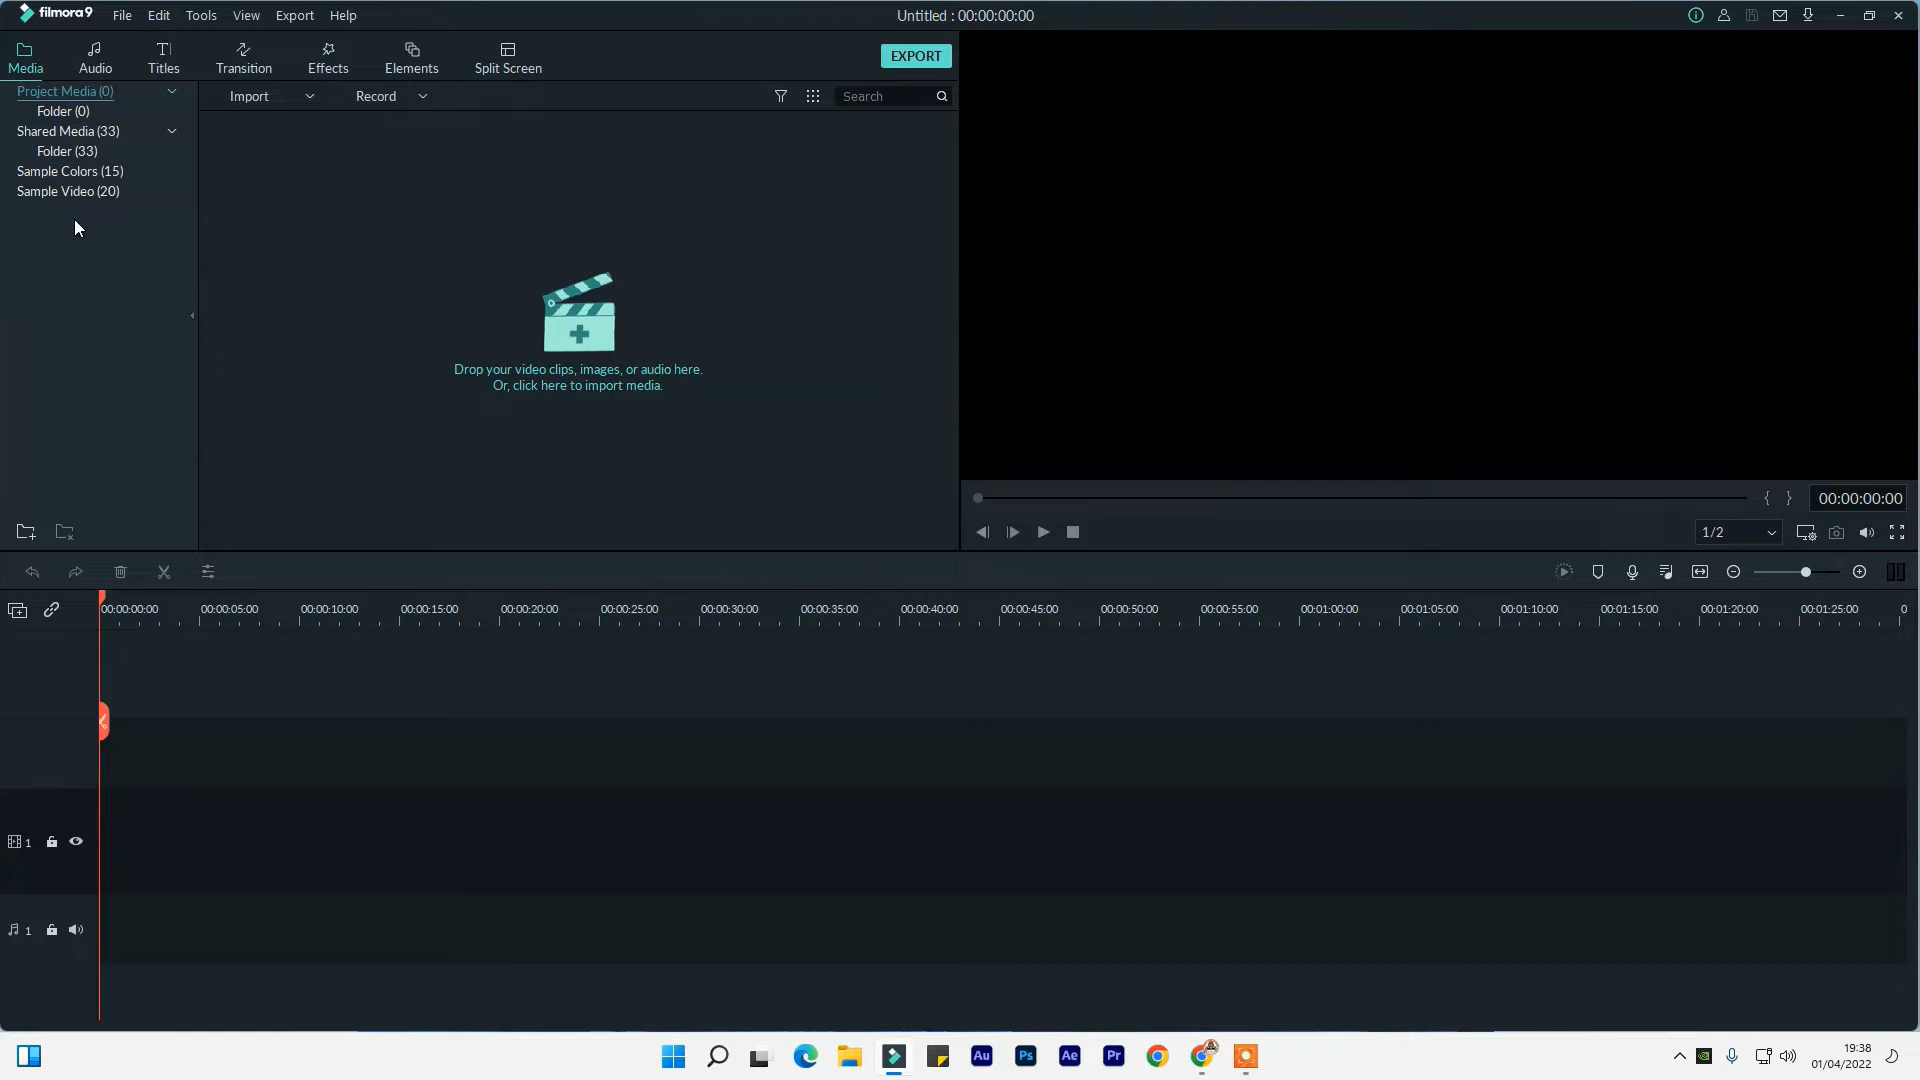 filmora9 File Edit Tools View Export Help Untitled : 00:00:00:00
Media Audio Titles Transition Effects Elements Split Screen EXPORT
Project Media (0)
Folder (0)
Shared Media (33)
Folder (33)
Sample Colors (15)
Sample Video (20)
Import Record Search
Drop your video clips, images, or audio here.
Or, click here to import media.
{ } 00:00:00:00
1/2
00:00:00:00 00:00:05:00 00:00:10:00 00:00:15:00 00:00:20:00 00:00:25:00 00:00:30:00 00:00:35:00 00:00:40:00 00:00:45:00 00:00:50:00 00:00:55:00 00:01:00:00 00:01:05:00 00:01:10:00 00:01:15:00 00:01:20:00 00:01:25:00 0
1
1
Au Ps Ae Pr
19:38
01/04/2022